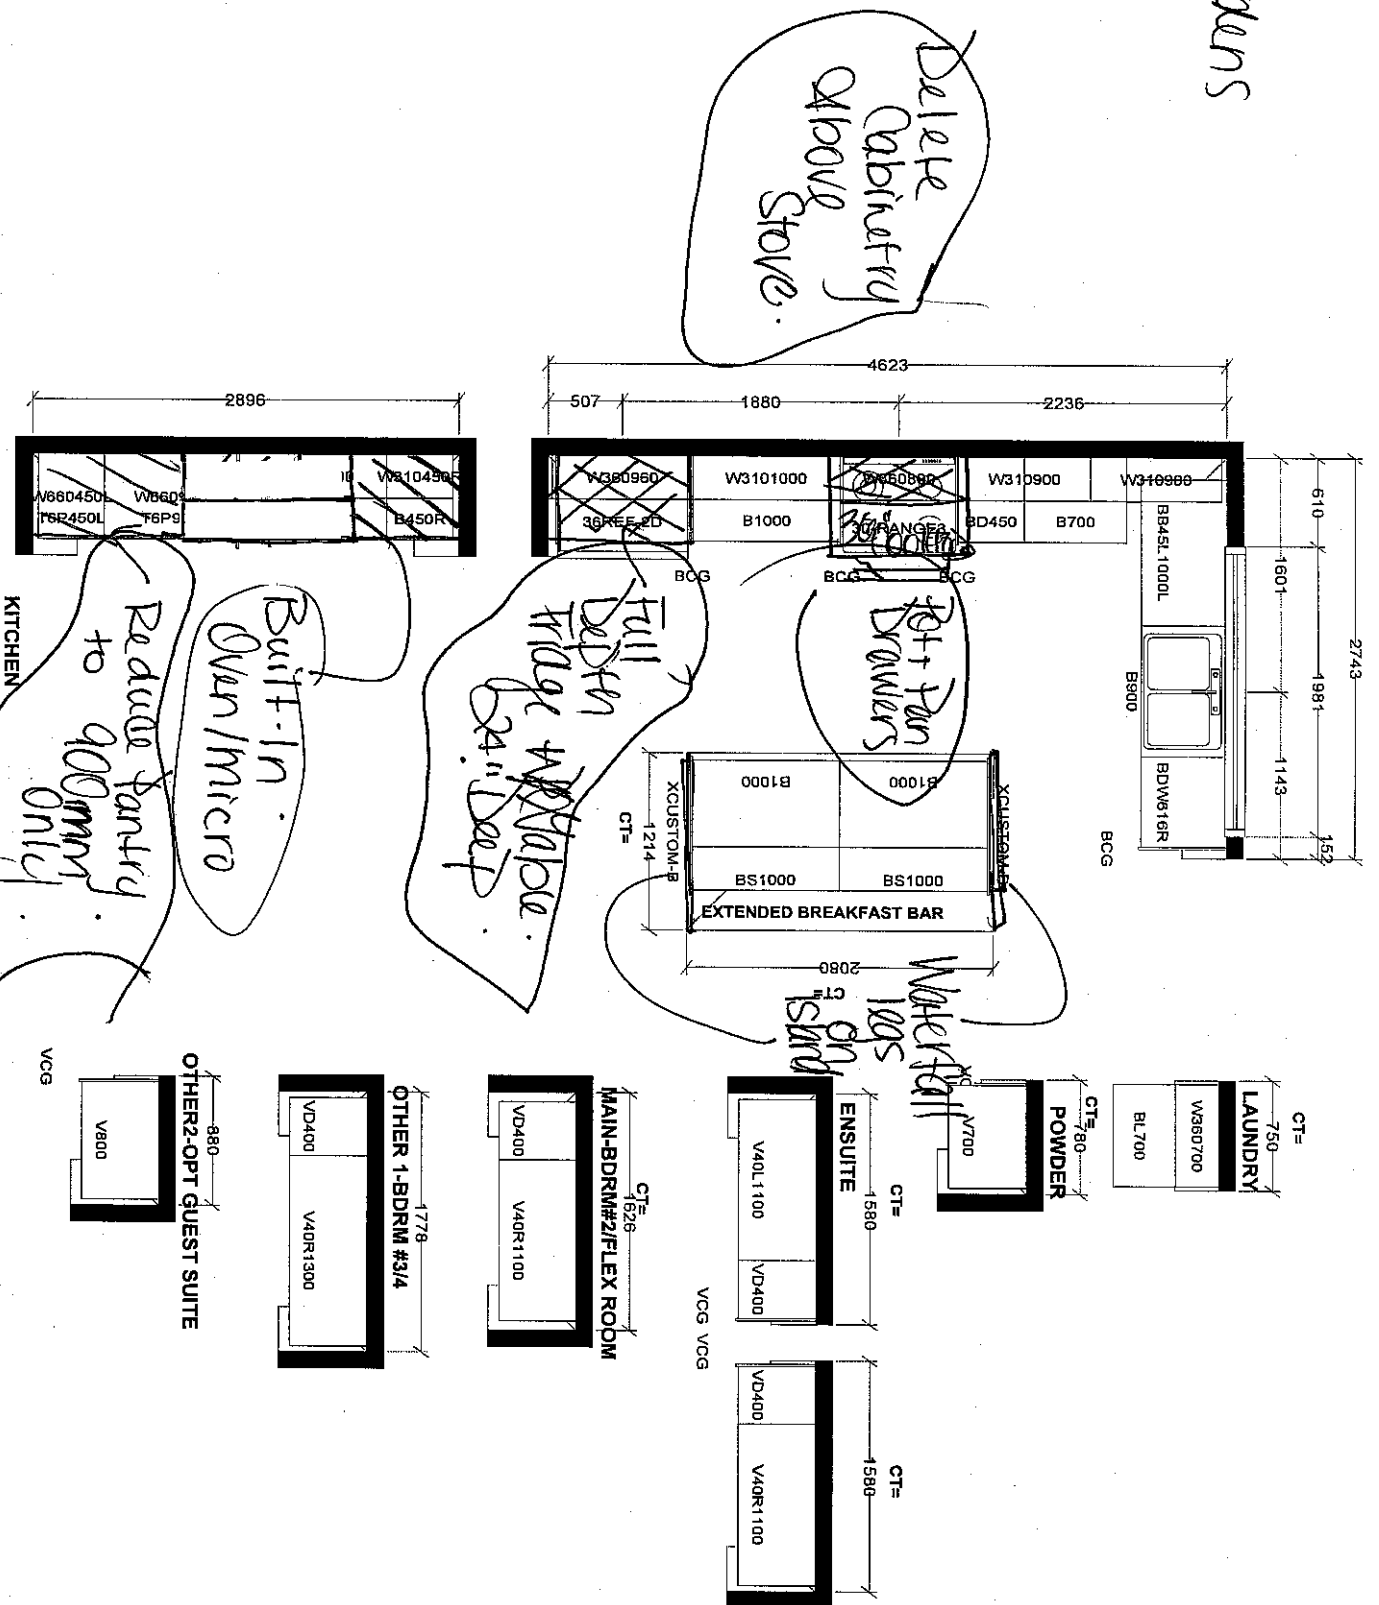 Delete
Cabinetry
above
Stove.
4623
507
1880
2236
2896
W360960
W3101000
W310900
W310900
36REF-2D
B1000
BD450
B700
BB45L1000L
B900
BDW616R
BCG
BCG
BCG
BCG
610
1601
2743
1981
1143
152
W660450L
T6P450L
T6P9
W310450R
B450R
KITCHEN
Pot + Pan
Drawers
Full
Depth
fridge
24" Deep
Built-In
Oven/Micro
Reduce Pantry
to 900mm
only.
B1000
B1000
BS1000
BS1000
XCUSTOM-B
XCUSTOM-B
EXTENDED BREAKFAST BAR
1214
CT=
2080
CT=
Waterfall
legs
on
Island
CT=
750
LAUNDRY
W360700
BL700
CT=
780
POWDER
V700
CT=
1580
ENSUITE
V40L1100
VD400
VCG
VCG
CT=
1580
VD400
V40R1100
CT=
1626
MAIN-BDRM#2/FLEX ROOM
VD400
V40R1100
1778
OTHER 1-BDRM #3/4
VD400
V40R1300
880
OTHER2-OPT GUEST SUITE
V800
VCG